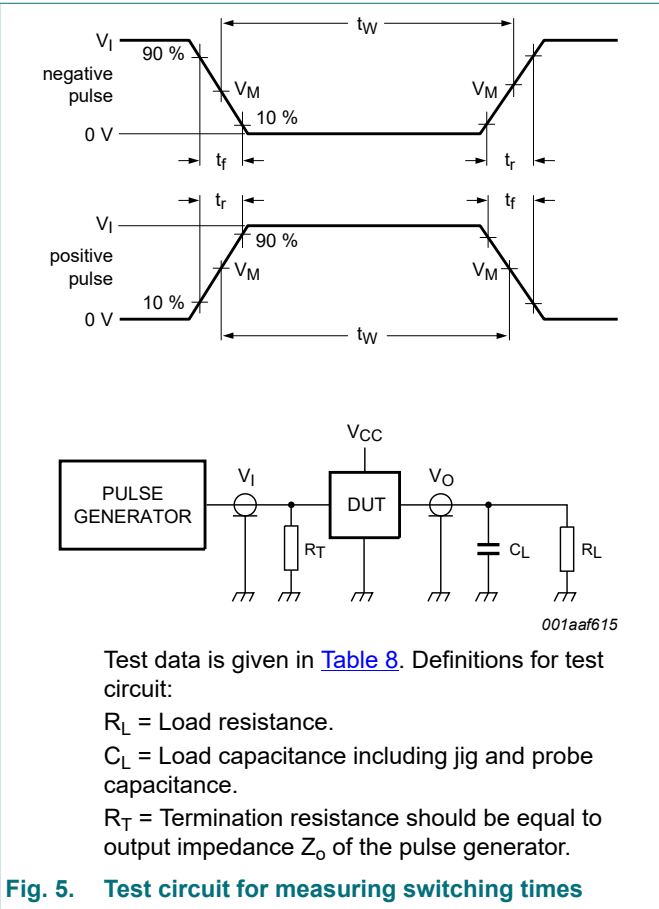 tW
VI
90 %
negative
pulse
VM
VM
10 %
0 V
tf
tr
tr
tf
VI
90 %
positive
pulse
VM
VM
10 %
0 V
tW
VCC
VI
VO
PULSE
GENERATOR
DUT
RT
CL
RL
001aaf615
Test data is given in Table 8. Definitions for test
circuit:
RL = Load resistance.
CL = Load capacitance including jig and probe
capacitance.
RT = Termination resistance should be equal to
output impedance Zo of the pulse generator.
Fig. 5. Test circuit for measuring switching times